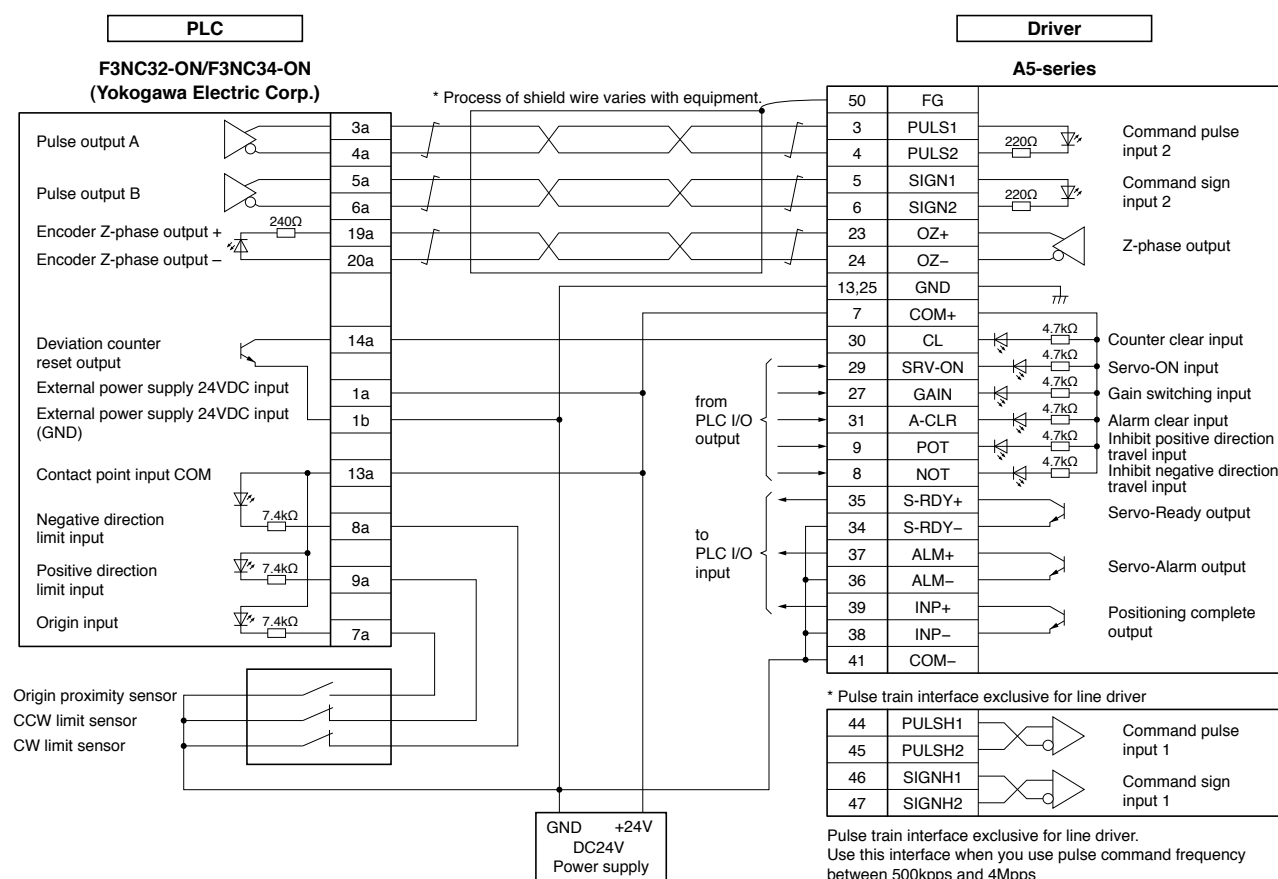 PLC
Driver
F3NC32-ON/F3NC34-ON
(Yokogawa Electric Corp.)
A5-series
* Process of shield wire varies with equipment.
Pulse output A
3a
4a
Pulse output B
5a
6a
Encoder Z-phase output +
240Ω
19a
Encoder Z-phase output –
20a
Deviation counter
reset output
14a
External power supply 24VDC input
1a
External power supply 24VDC input
(GND)
1b
Contact point input COM
13a
Negative direction
limit input
7.4kΩ
8a
Positive direction
limit input
7.4kΩ
9a
Origin input
7.4kΩ
7a
Origin proximity sensor
CCW limit sensor
CW limit sensor
from
PLC I/O
output
to
PLC I/O
input
GND +24V
DC24V
Power supply
50 FG
3 PULS1
4 PULS2
220Ω
Command pulse
input 2
5 SIGN1
6 SIGN2
220Ω
Command sign
input 2
23 OZ+
24 OZ–
Z-phase output
13,25 GND
7 COM+
30 CL 4.7kΩ Counter clear input
29 SRV-ON 4.7kΩ Servo-ON input
27 GAIN 4.7kΩ Gain switching input
31 A-CLR 4.7kΩ Alarm clear input
9 POT 4.7kΩ Inhibit positive direction
travel input
8 NOT 4.7kΩ Inhibit negative direction
travel input
35 S-RDY+
34 S-RDY–
Servo-Ready output
37 ALM+
36 ALM–
Servo-Alarm output
39 INP+
38 INP–
Positioning complete
output
41 COM–
* Pulse train interface exclusive for line driver
44 PULSH1
45 PULSH2
Command pulse
input 1
46 SIGNH1
47 SIGNH2
Command sign
input 1
Pulse train interface exclusive for line driver.
Use this interface when you use pulse command frequency
between 500kpps and 4Mpps